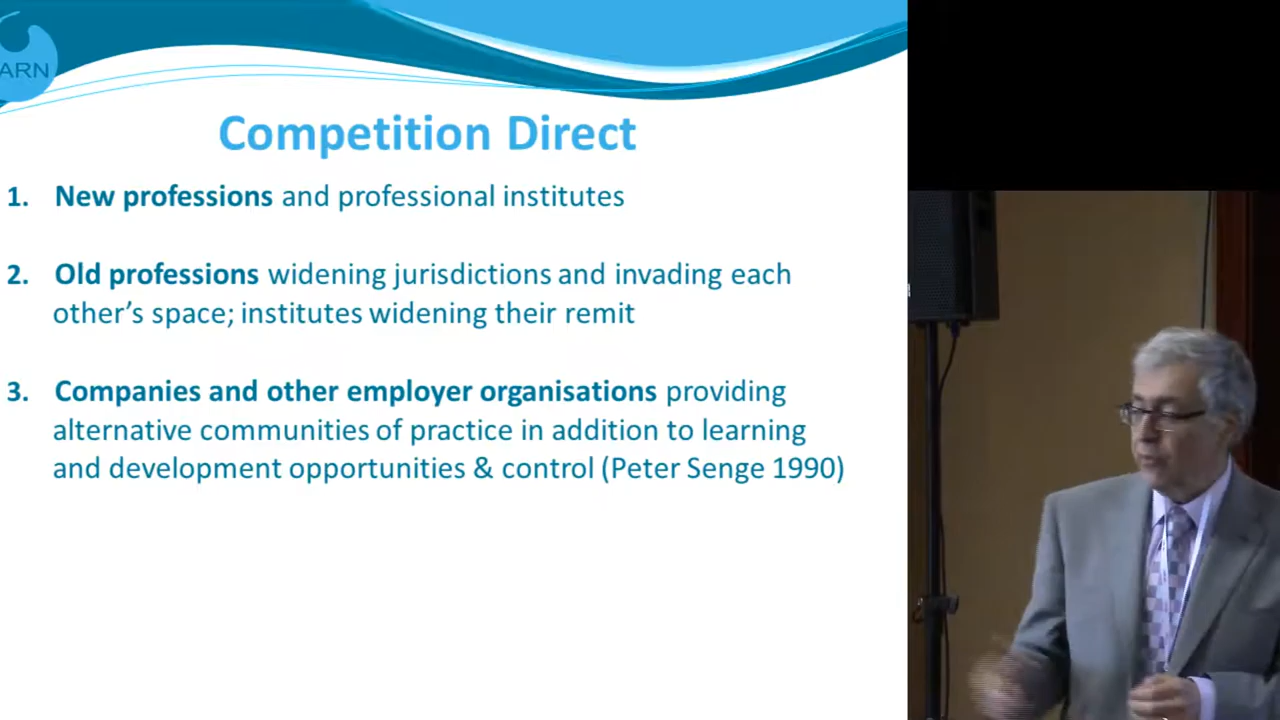 ARN
Competition Direct
1. New professions and professional institutes
2. Old professions widening jurisdictions and invading each
other’s space; institutes widening their remit
3. Companies and other employer organisations providing
alternative communities of practice in addition to learning
and development opportunities & control (Peter Senge 1990)